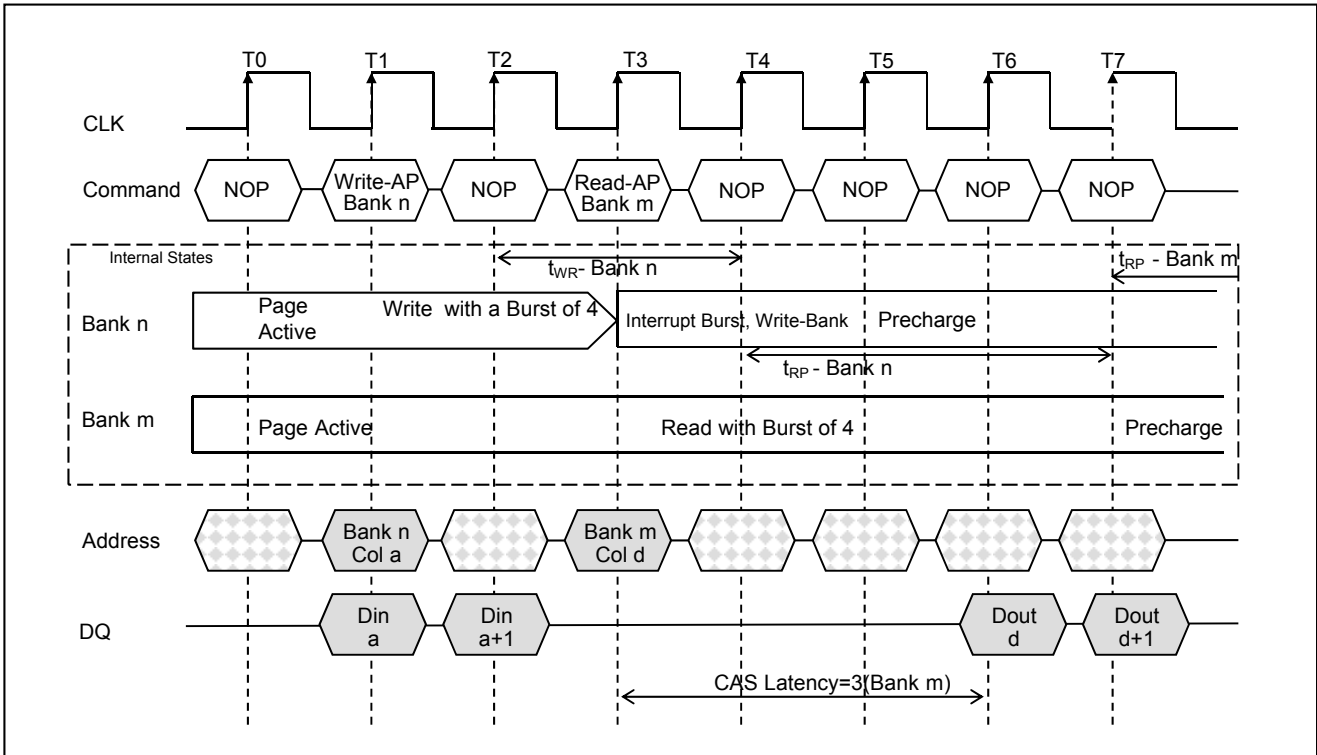 T0 T1 T2 T3 T4 T5 T6 T7
CLK
Command NOP Write-AP Bank n NOP Read-AP Bank m NOP NOP NOP NOP
Internal States
tWR- Bank n
tRP - Bank m
Bank n
Page Active
Write with a Burst of 4
Interrupt Burst, Write-Bank
Precharge
tRP - Bank n
Bank m
Page Active
Read with Burst of 4
Precharge
Address Bank n Col a Bank m Col d
DQ Din a Din a+1 Dout d Dout d+1
CAS Latency=3(Bank m)